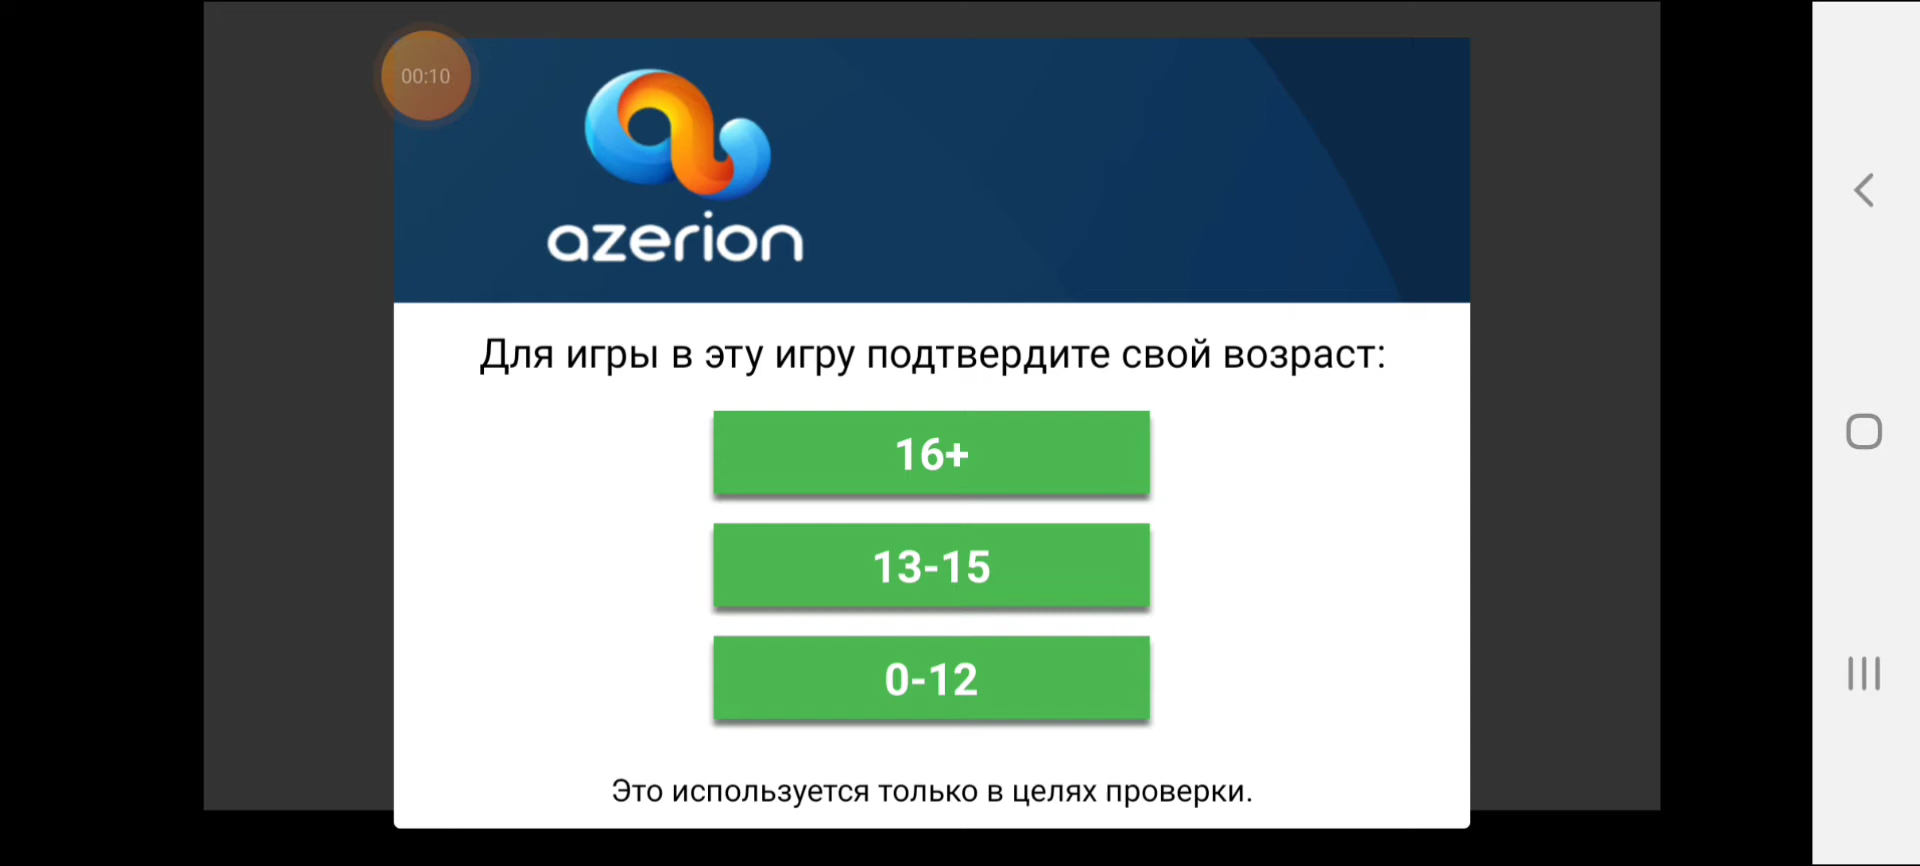 00:10
azerion
Для игры в эту игру подтвердите свой возраст:
16+
13-15
0-12
Это используется только в целях проверки.